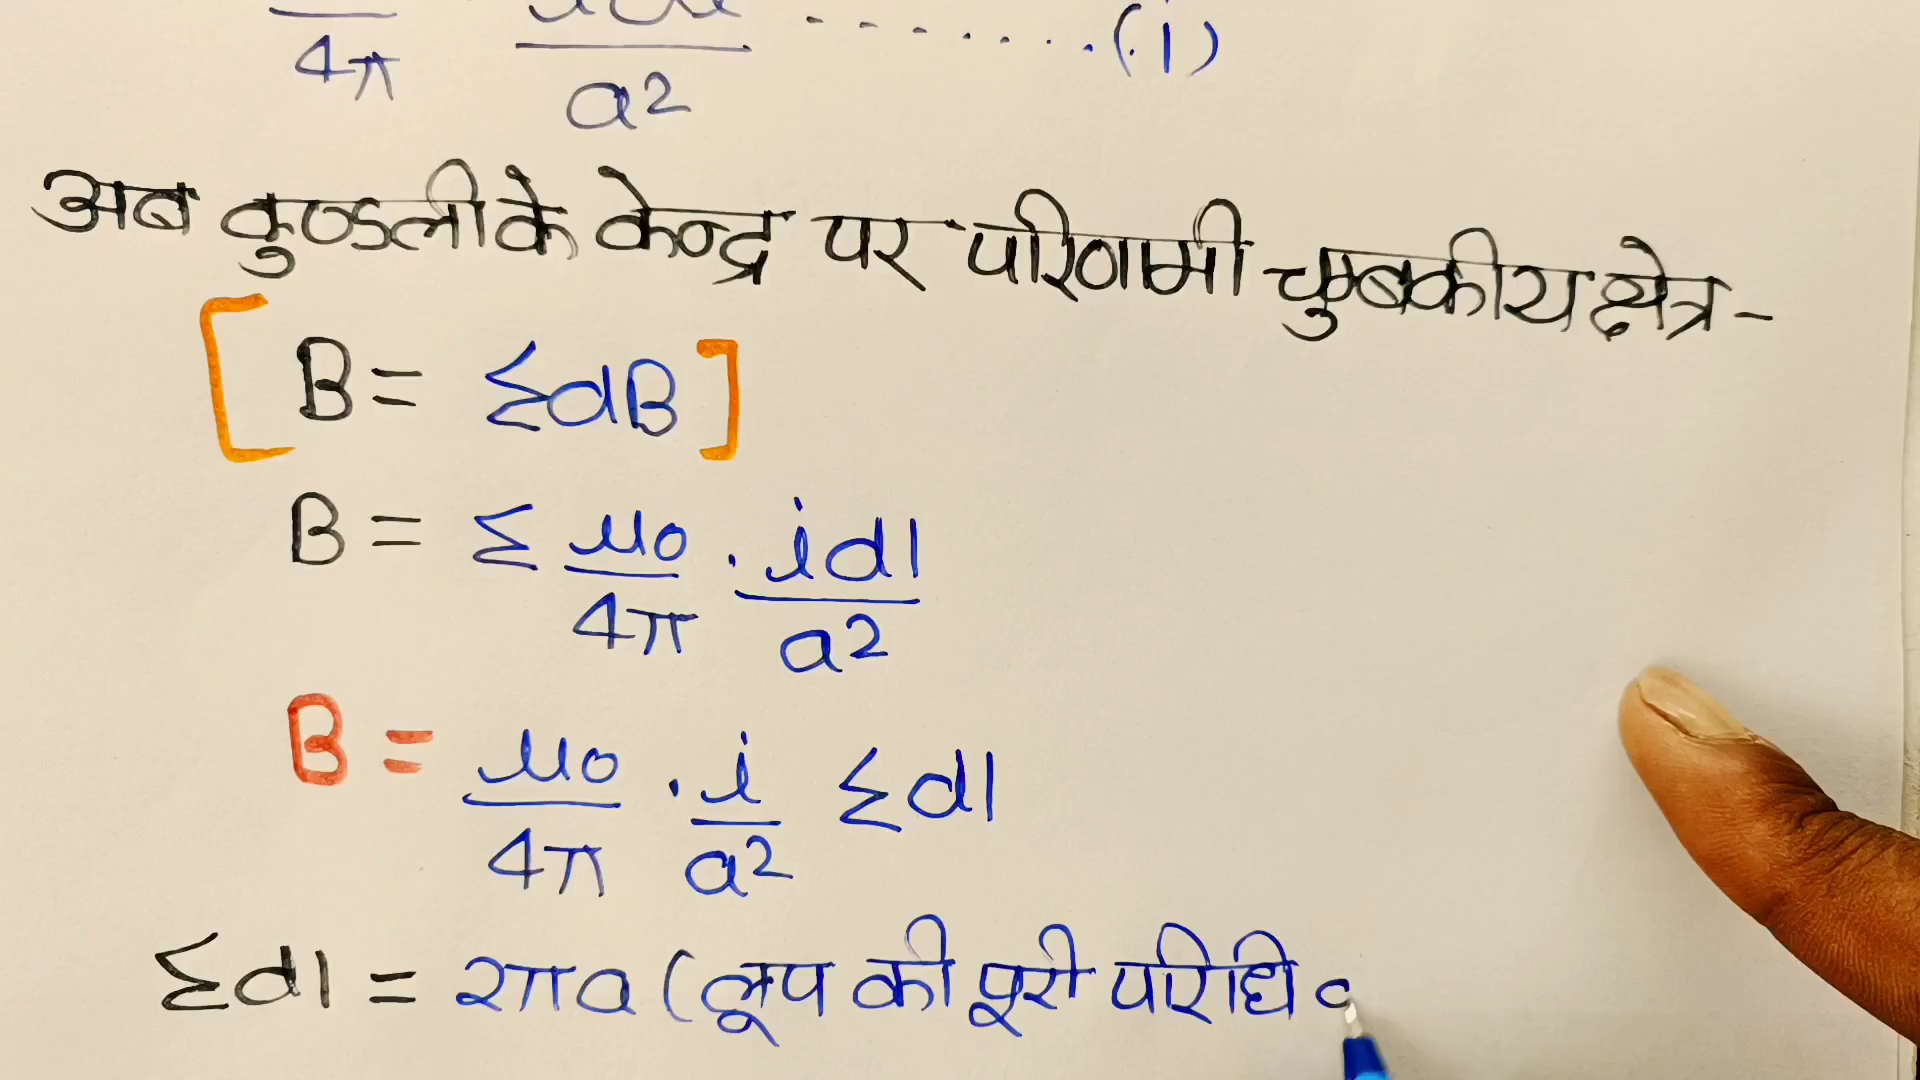 4π a² ........(i)
अब कुण्डली के केन्द्र पर परिणामी चुम्बकीय क्षेत्र -
[B = ΣdB]
B = Σ μ0/4π . idl/a²
B = μ0/4π . i/a² Σdl
Σdl = 2πa (लूप की पूरी परिधि